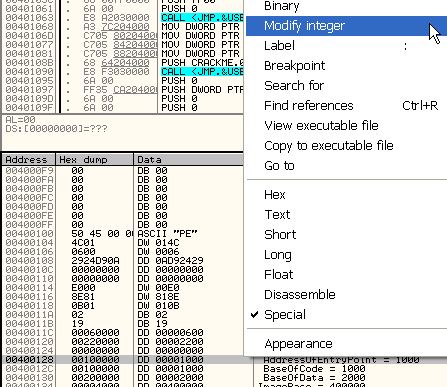 0040105C . 68 00FF0000 PUSH FF00
00401061 . 6A 00 PUSH 0
00401063 . E8 A2030000 CALL <JMP.&USE
00401068 . 93 7C204000 MOV DWORD PTR
0040106D . C705 80204000 MOV DWORD PTR
00401077 . C705 84204000 MOV DWORD PTR
00401081 . 68 64204000 PUSH CRACKME.0
00401086 . E8 F3030000 CALL <JMP.&USE
0040109D . 6A 00 PUSH 0
00401097 . FF35 CA204000 PUSH DWORD PTR
0040109F . 6A 00 PUSH 0
AL=00
DS:[00000000]=???
Address Hex dump Data
004000F9 00 DB 00
004000FA 00 DB 00
004000FB 00 DB 00
004000FC 00 DB 00
004000FD 00 DB 00
004000FE 00 DB 00
004000FF 00 DB 00
00400100 50 45 00 00 ASCII "PE"
00400104 4C01 DW 014C
00400106 0600 DW 0006
00400108 2924D90A DD 0AD92429
0040010C 00000000 DD 00000000
00400110 00000000 DD 00000000
00400114 E000 DW 00E0
00400116 8E81 DW 818E
00400118 0B01 DW 010B
0040011A 02 DB 02
0040011B 19 DB 19
0040011C 00060000 DD 00000600
00400120 00220000 DD 00002200
00400124 00000000 DD 00000000
00400128 00100000 DD 00001000 AddressOfEntryPoint = 1000
0040012C 00100000 DD 00001000 BaseOfCode = 1000
00400130 00200000 DD 00002000 BaseOfData = 2000
Binary
Modify integer
Label :
Breakpoint
Search for
Find references Ctrl+R
View executable file
Copy to executable file
Go to
Hex
Text
Short
Long
Float
Disassemble
Special
Appearance